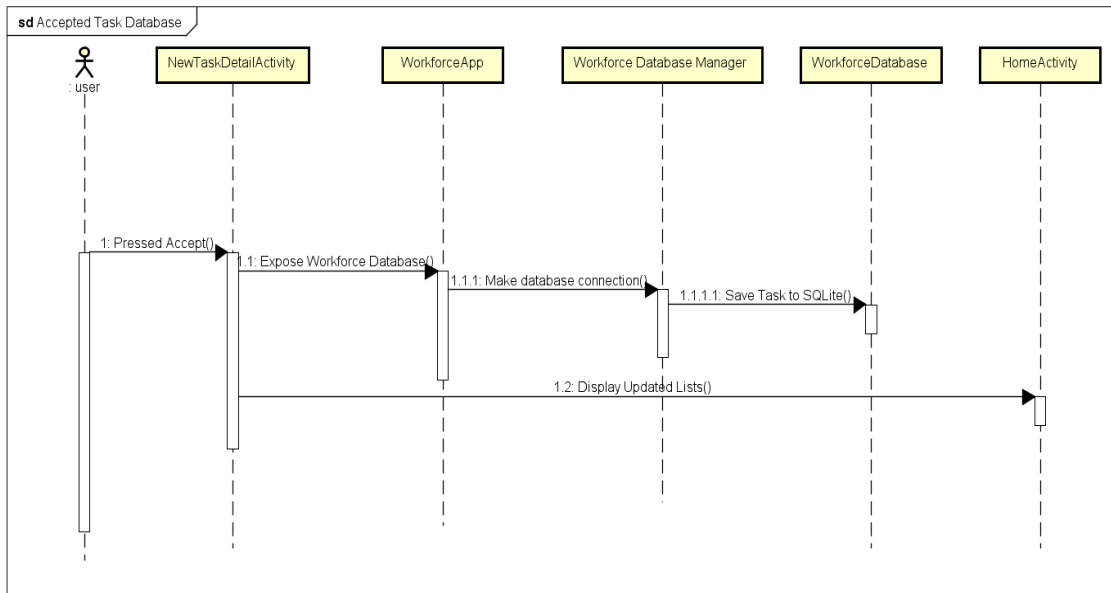 sd Accepted Task Database
: user
NewTaskDetailActivity
WorkforceApp
Workforce Database Manager
WorkforceDatabase
HomeActivity
1: Pressed Accept()
1.1: Expose Workforce Database()
1.1.1: Make database connection()
1.1.1.1: Save Task to SQLite()
1.2: Display Updated Lists()